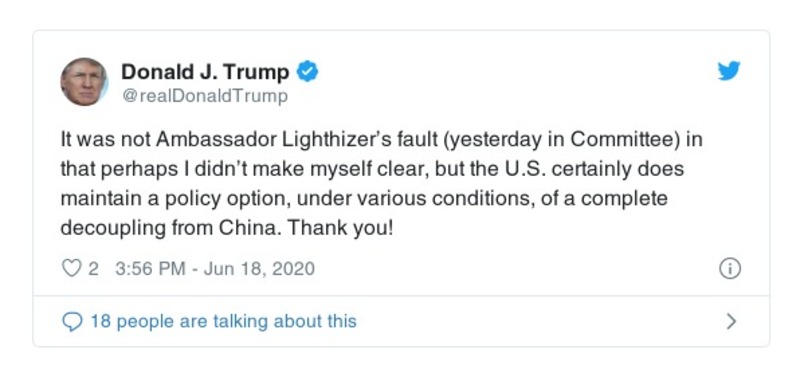 Donald J. Trump
@realDonaldTrump
It was not Ambassador Lighthizer’s fault (yesterday in Committee) in
that perhaps I didn’t make myself clear, but the U.S. certainly does
maintain a policy option, under various conditions, of a complete
decoupling from China. Thank you!
2 3:56 PM - Jun 18, 2020
18 people are talking about this